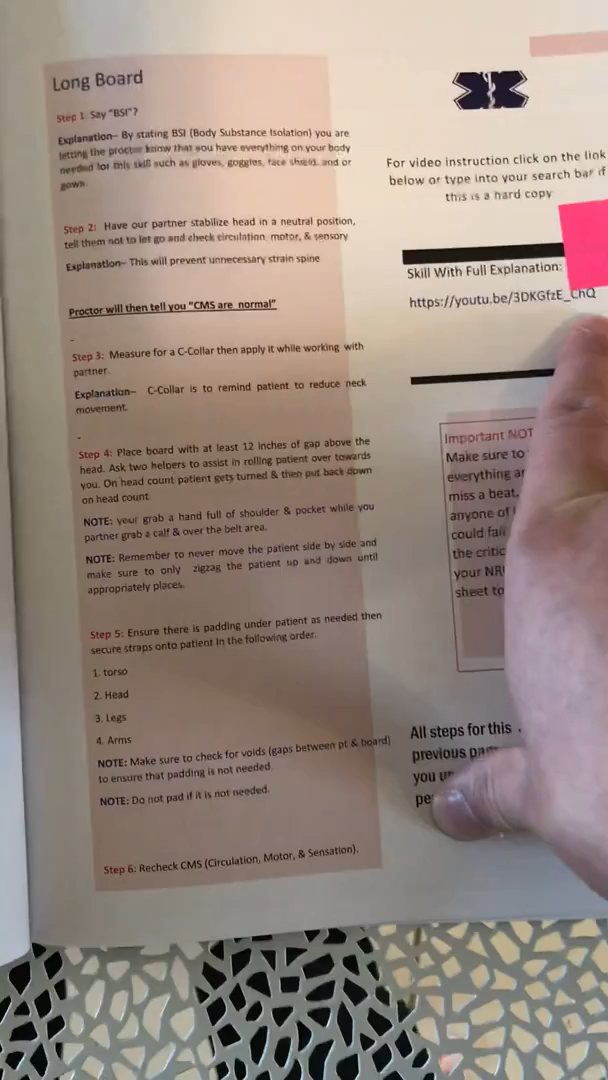 Long Board
Step 1: Say "BSI"?
Explanation– By stating BSI (Body Substance Isolation) you are
letting the proctor know that you have everything on your body
needed for this skill such as gloves, goggles, face shield, and or
gown
Step 2: Have our partner stabilize head in a neutral position,
tell them not to let go and check circulation, motor, & sensory
Explanation– This will prevent unnecessary strain spine
Proctor will then tell you "CMS are normal"
-
Step 3: Measure for a C-Collar then apply it while working with
partner.
Explanation– C-Collar is to remind patient to reduce neck
movement.
-
Step 4: Place board with at least 12 inches of gap above the
head. Ask two helpers to assist in rolling patient over towards
you. On head count patient gets turned & then put back down
on head count
NOTE: your grab a hand full of shoulder & pocket while you
partner grab a calf & over the belt area.
NOTE: Remember to never move the patient side by side and
make sure to only zigzag the patient up and down until
appropriately places.
Step 5: Ensure there is padding under patient as needed then
secure straps onto patient in the following order.
1. torso
2. Head
3. Legs
4. Arms
NOTE: Make sure to check for voids (gaps between pt & board)
to ensure that padding is not needed.
NOTE: Do not pad if it is not needed.
Step 6: Recheck CMS (Circulation, Motor, & Sensation).
For video instruction click on the link
below or type into your search bar if
this is a hard copy
Skill With Full Explanation:
https://youtu.be/3DKGfzE_ChQ
Important NOT
Make sure to
everything
miss a beat.
anyone of
could fail
the critic
your
sheet to
All steps for this
previous
you